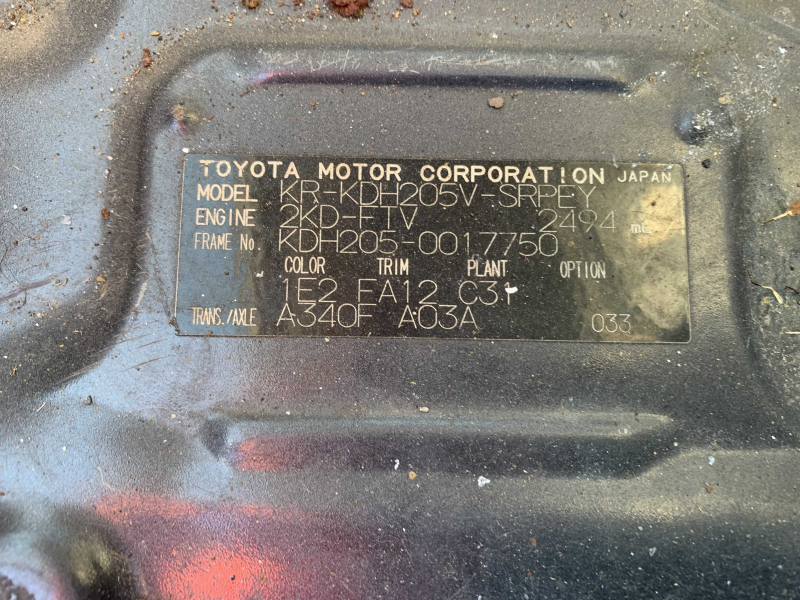 TOYOTA MOTOR CORPORATION JAPAN
MODEL KR-KDH205V-SRPEY
ENGINE 2KD-FTV 2494 mL
FRAME No. KDH205-0017750
COLOR TRIM PLANT OPTION
1E2 FA12 C31
TRANS./AXLE A340F A03A 033